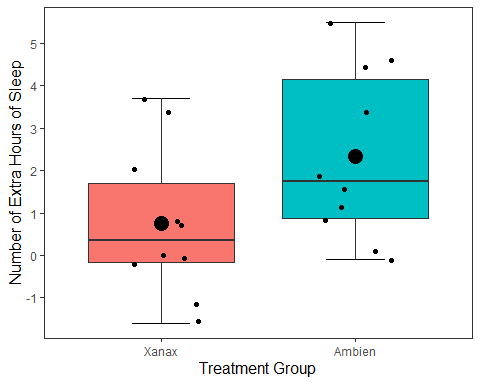 Number of Extra Hours of Sleep
5
4
3
2
1
0
-1
Xanax
Ambien
Treatment Group